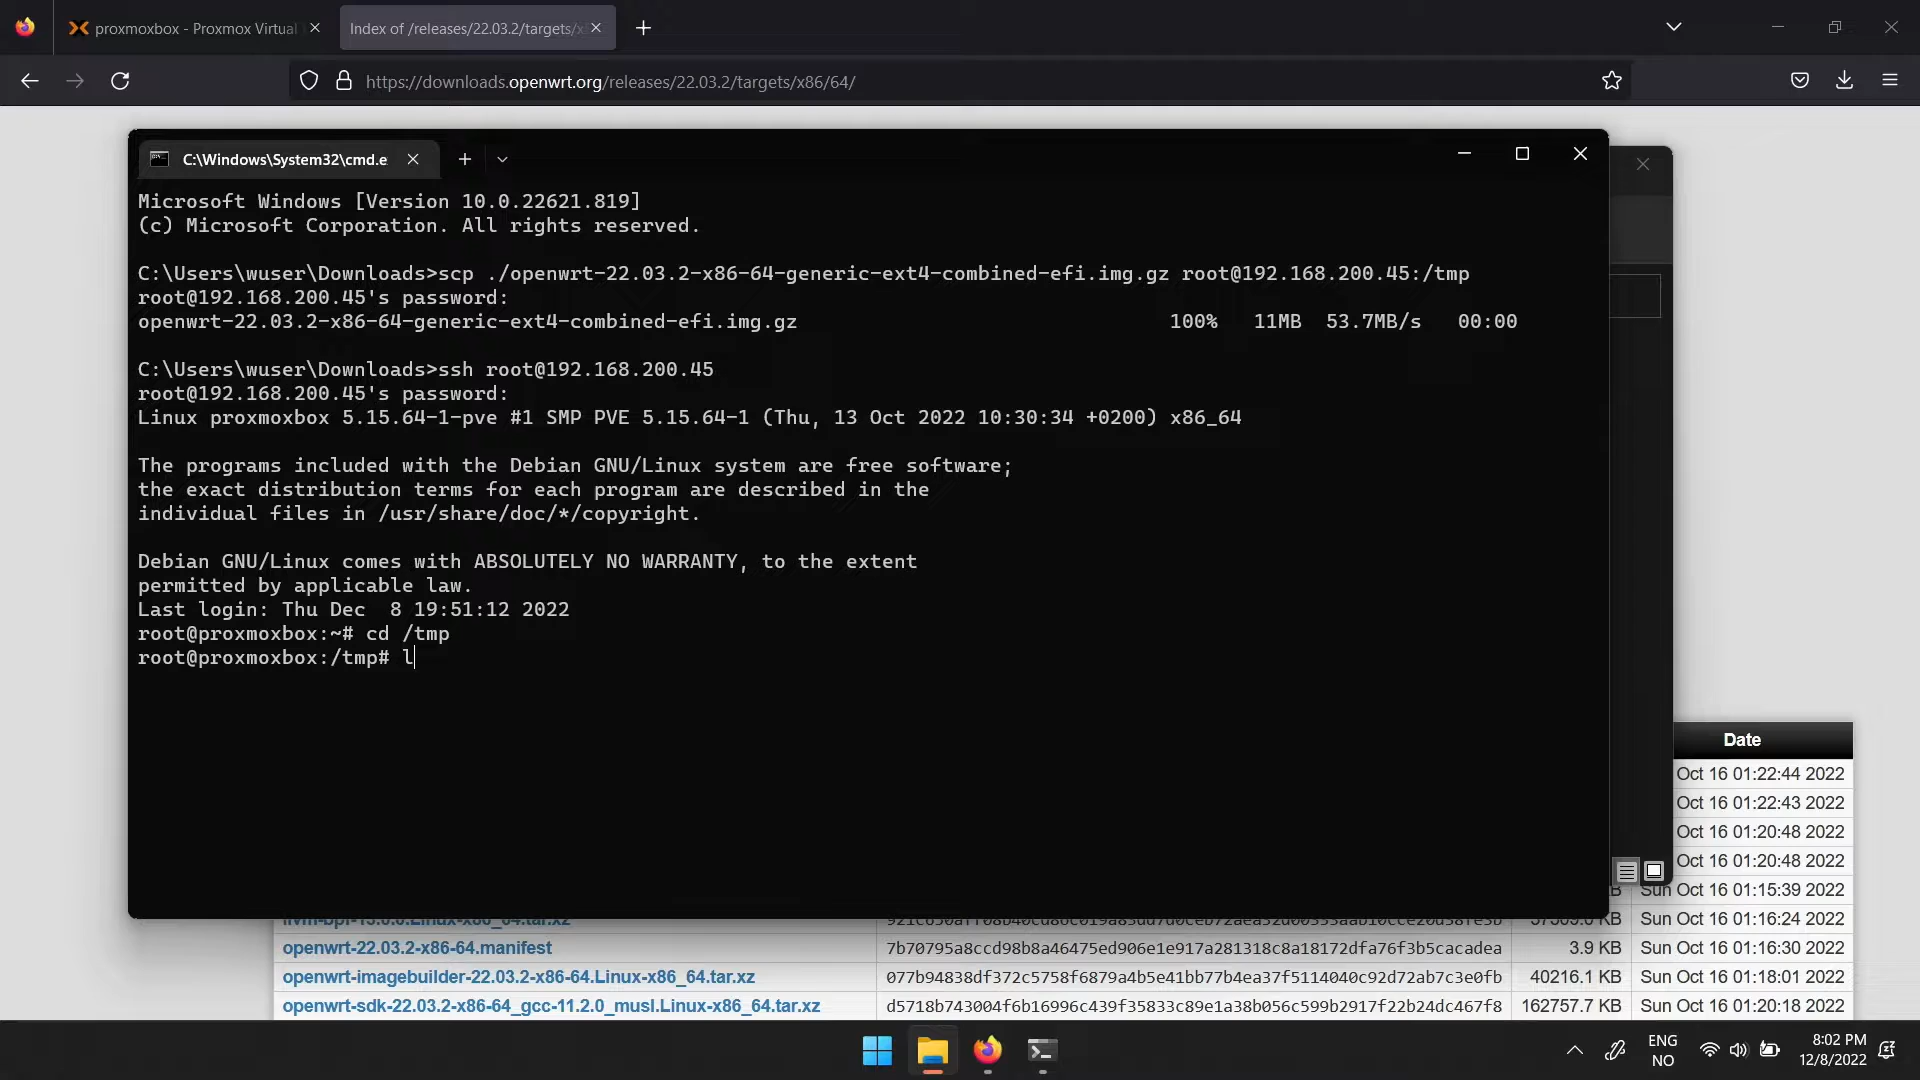 proxmoxbox - Proxmox Virtual
Index of /releases/22.03.2/targets/x
https://downloads.openwrt.org/releases/22.03.2/targets/x86/64/
C:\Windows\System32\cmd.e
Microsoft Windows [Version 10.0.22621.819]
(c) Microsoft Corporation. All rights reserved.
C:\Users\wuser\Downloads>scp ./openwrt-22.03.2-x86-64-generic-ext4-combined-efi.img.gz root@192.168.200.45:/tmp
root@192.168.200.45's password:
openwrt-22.03.2-x86-64-generic-ext4-combined-efi.img.gz 100% 11MB 53.7MB/s 00:00
C:\Users\wuser\Downloads>ssh root@192.168.200.45
root@192.168.200.45's password:
Linux proxmoxbox 5.15.64-1-pve #1 SMP PVE 5.15.64-1 (Thu, 13 Oct 2022 10:30:34 +0200) x86_64
The programs included with the Debian GNU/Linux system are free software;
the exact distribution terms for each program are described in the
individual files in /usr/share/doc/*/copyright.
Debian GNU/Linux comes with ABSOLUTELY NO WARRANTY, to the extent
permitted by applicable law.
Last login: Thu Dec  8 19:51:12 2022
root@proxmoxbox:~# cd /tmp
root@proxmoxbox:/tmp# l
Date
Oct 16 01:22:44 2022
Oct 16 01:22:43 2022
Oct 16 01:20:48 2022
Oct 16 01:20:48 2022
B Sun Oct 16 01:15:39 2022
Sun Oct 16 01:16:24 2022
openwrt-22.03.2-x86-64.manifest 7b70795a8ccd98b8a46475ed906e1e917a281318c8a18172dfa76f3b5cacadea 3.9 KB Sun Oct 16 01:16:30 2022
openwrt-imagebuilder-22.03.2-x86-64.Linux-x86_64.tar.xz 077b94838df372c5758f6879a4b5e41bb77b4ea37f5114040c92d72ab7c3e0fb 40216.1 KB Sun Oct 16 01:18:01 2022
openwrt-sdk-22.03.2-x86-64_gcc-11.2.0_musl.Linux-x86_64.tar.xz d5718b743004f6b16996c439f35833c89e1a38b056c599b2917f22b24dc467f8 162757.7 KB Sun Oct 16 01:20:18 2022
ENG
NO
8:02 PM
12/8/2022